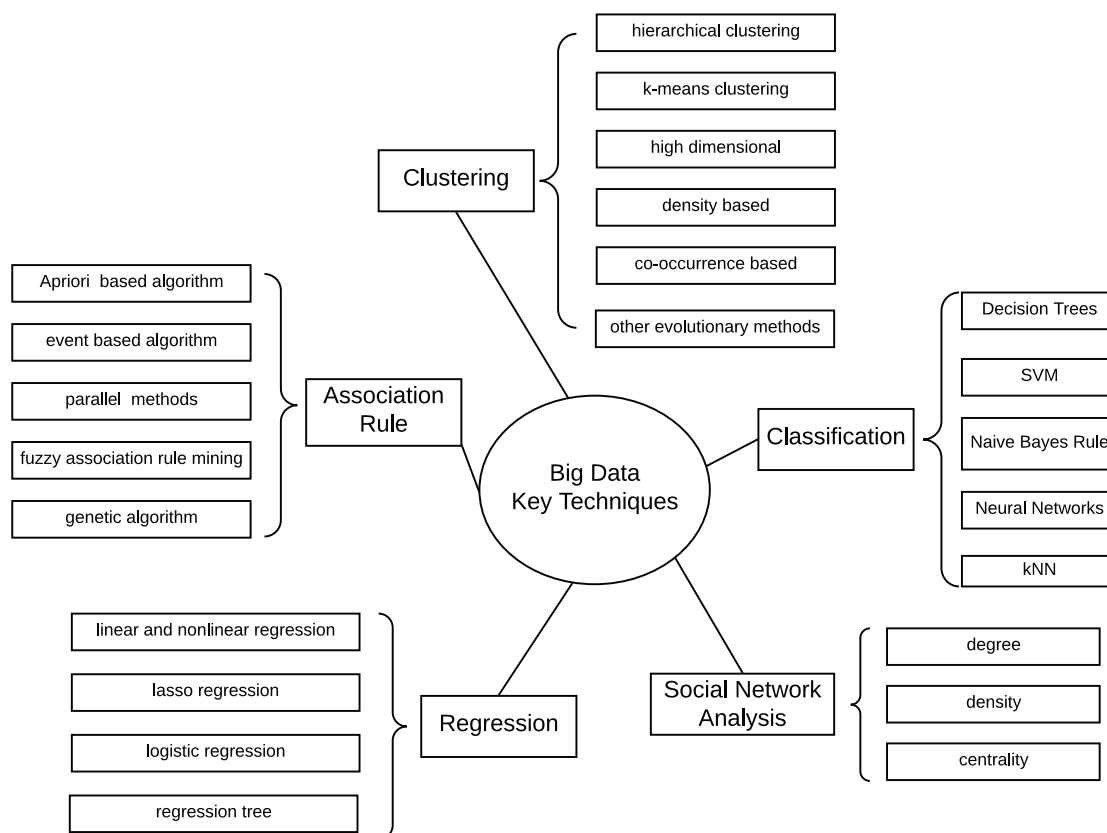 hierarchical clustering
k-means clustering
high dimensional
density based
co-occurrence based
other evolutionary methods
Clustering
Apriori  based algorithm
event based algorithm
parallel  methods
fuzzy association rule mining
genetic algorithm
Association
Rule
Big Data
Key Techniques
Classification
Decision Trees
SVM
Naive Bayes Rule
Neural Networks
kNN
linear and nonlinear regression
lasso regression
logistic regression
regression tree
Regression
Social Network
Analysis
degree
density
centrality